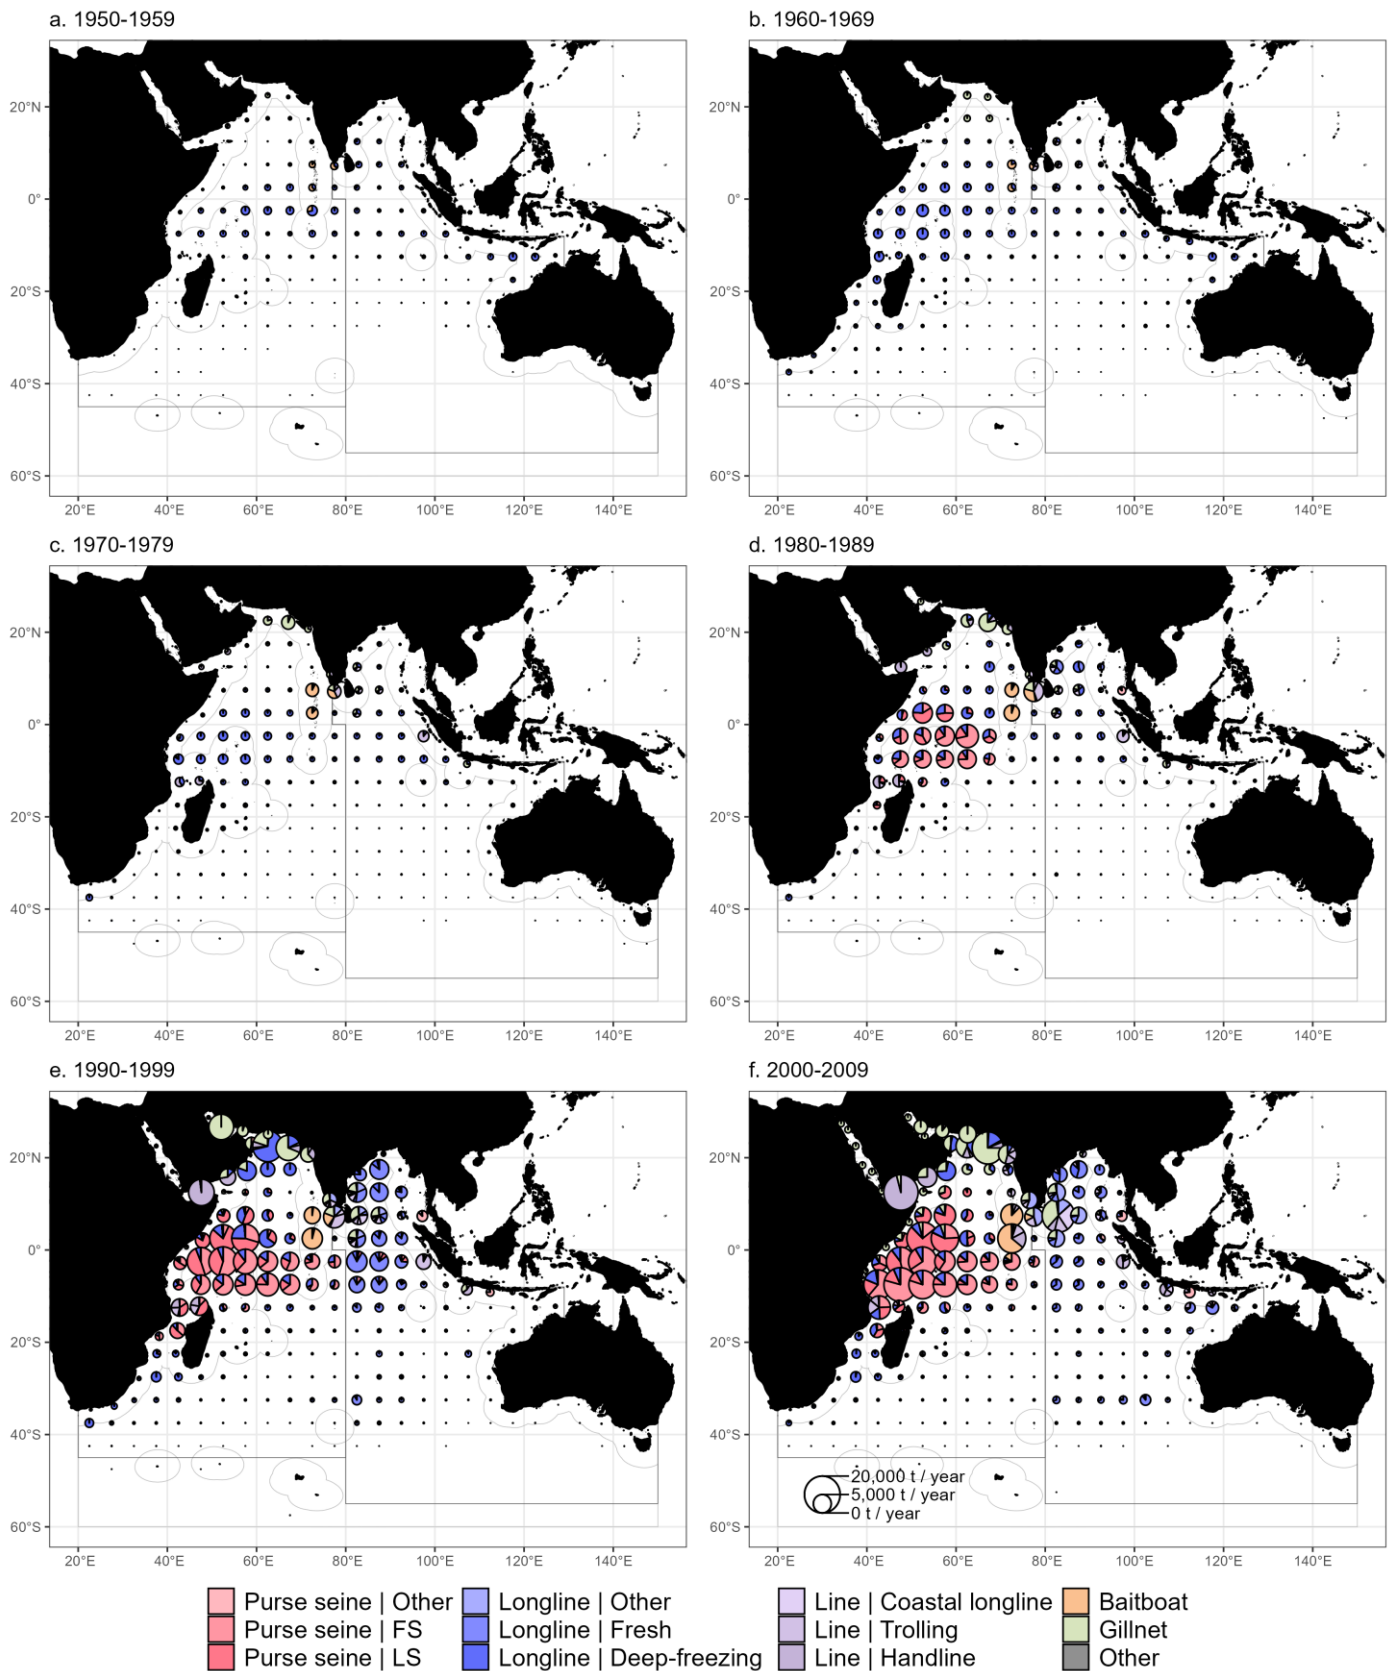 a. 1950-1959
b. 1960-1969
20°N
0°
20°S
40°S
60°S
20°N
0°
20°S
40°S
60°S
20°E 40°E 60°E 80°E 100°E 120°E 140°E
20°E 40°E 60°E 80°E 100°E 120°E 140°E
c. 1970-1979
d. 1980-1989
20°N
0°
20°S
40°S
60°S
20°N
0°
20°S
40°S
60°S
20°E 40°E 60°E 80°E 100°E 120°E 140°E
20°E 40°E 60°E 80°E 100°E 120°E 140°E
e. 1990-1999
f. 2000-2009
20°N
0°
20°S
40°S
60°S
20°N
0°
20°S
40°S
60°S
20,000 t / year
5,000 t / year
0 t / year
20°E 40°E 60°E 80°E 100°E 120°E 140°E
20°E 40°E 60°E 80°E 100°E 120°E 140°E
Purse seine | Other
Purse seine | FS
Purse seine | LS
Longline | Other
Longline | Fresh
Longline | Deep-freezing
Line | Coastal longline
Line | Trolling
Line | Handline
Baitboat
Gillnet
Other